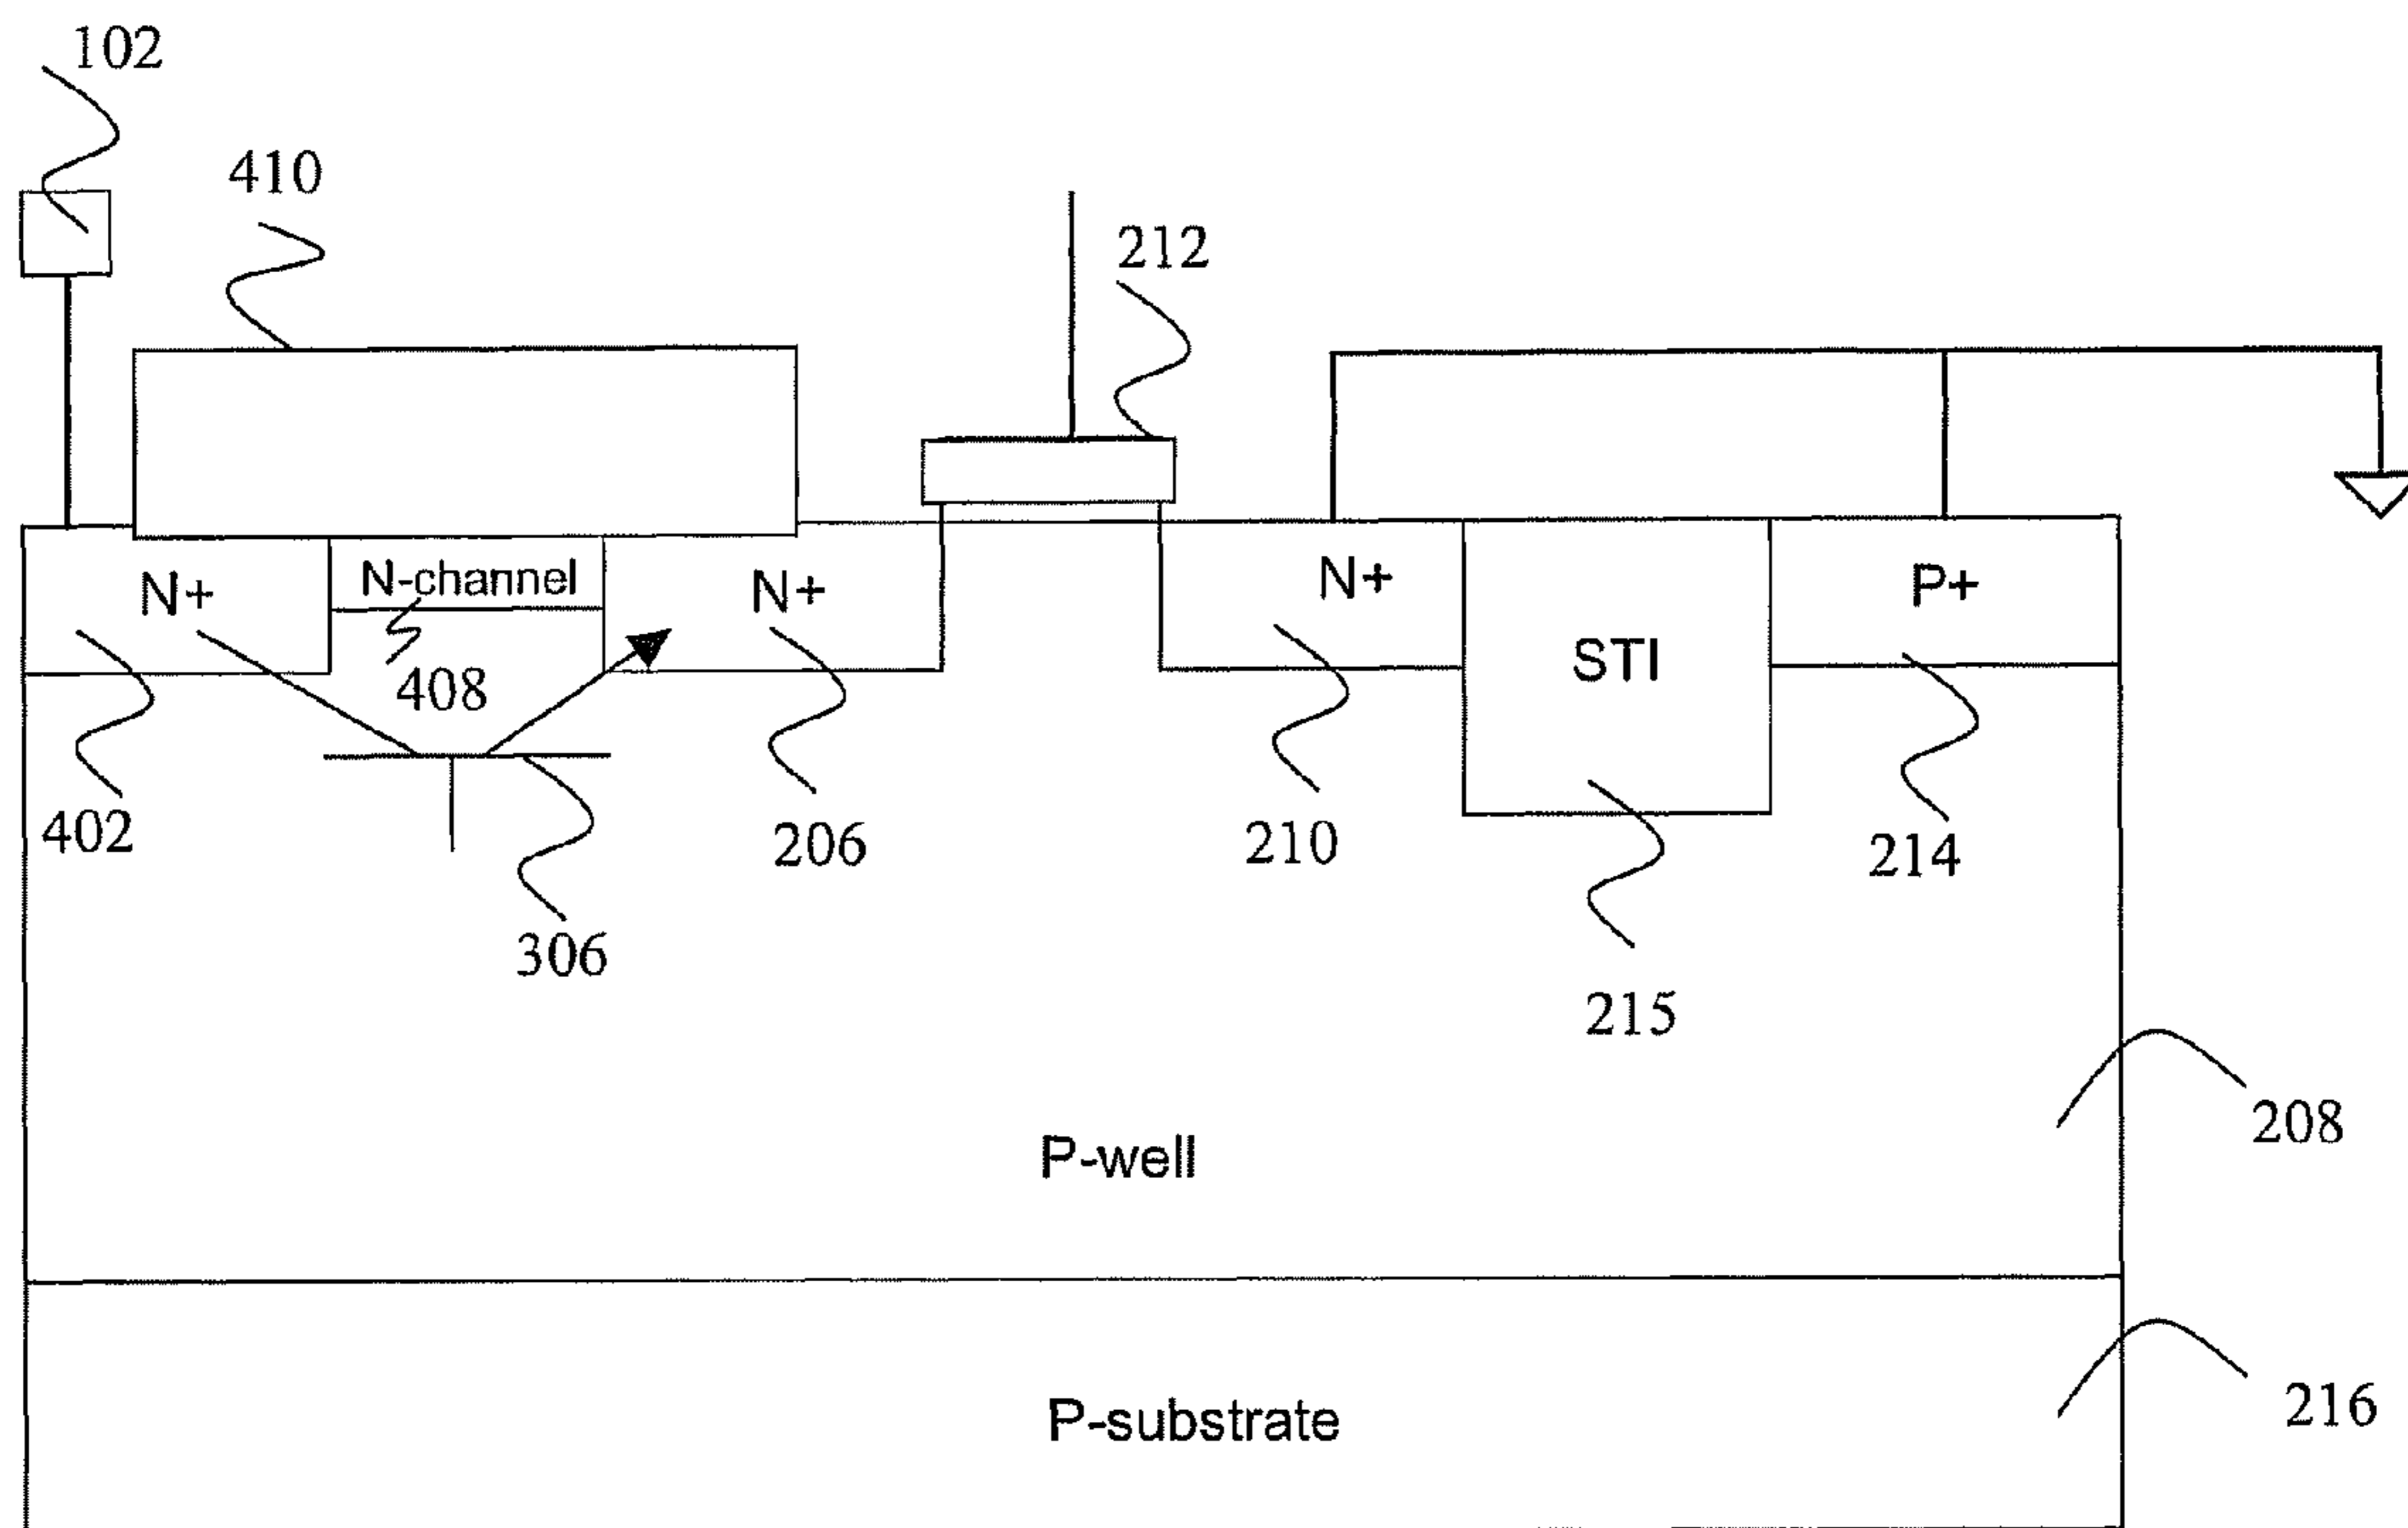 102
410
212
N+
N-channel
N+
N+
STI
P+
408
402
306
206
210
215
214
208
P-well
216
P-substrate